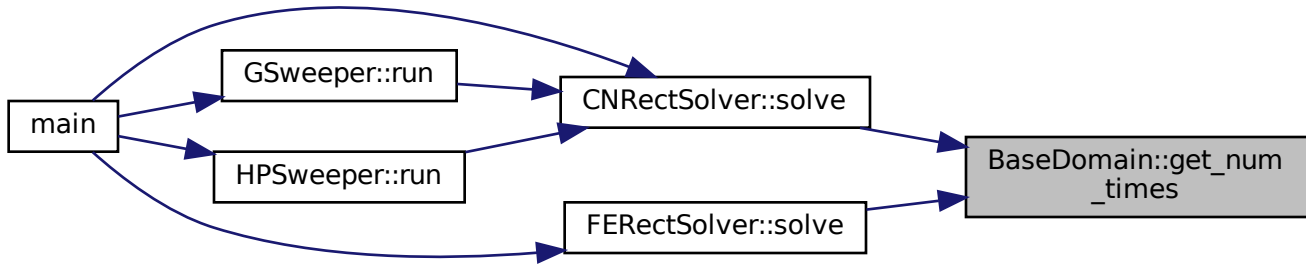 main
GSweeper::run
HPSweeper::run
CNRectSolver::solve
FERectSolver::solve
BaseDomain::get_num
_times